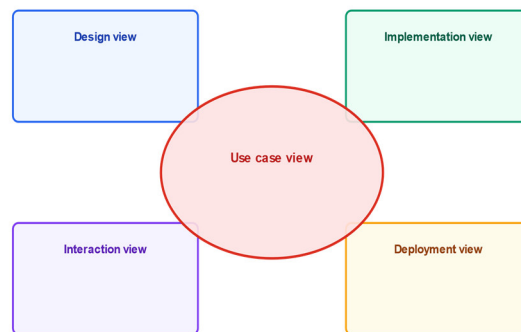 Design view
Implementation view
Use case view
Interaction view
Deployment view